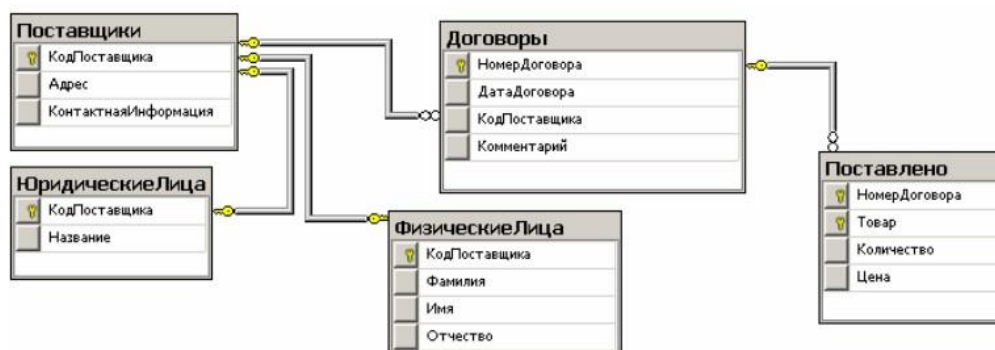 Поставщики
КодПоставщика
Адрес
КонтактнаяИнформация
Договоры
НомерДоговора
ДатаДоговора
КодПоставщика
Комментарий
ЮридическиеЛица
КодПоставщика
Название
ФизическиеЛица
КодПоставщика
Фамилия
Имя
Отчество
Поставлено
НомерДоговора
Товар
Количество
Цена